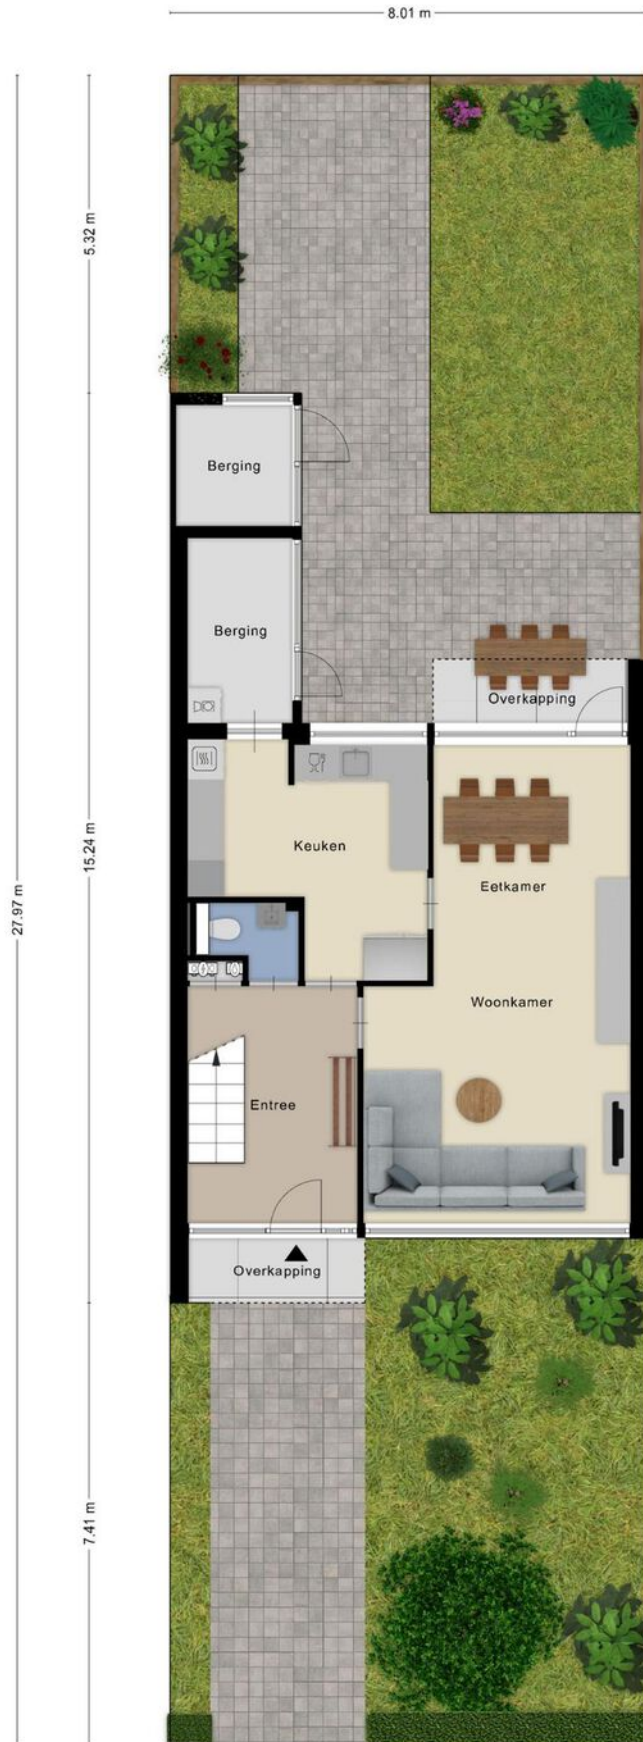 8.01 m
5.32 m
Berging
Berging
Overkapping
15.24 m
Keuken
27.97 m
Eetkamer
Woonkamer
Entree
Overkapping
7.41 m